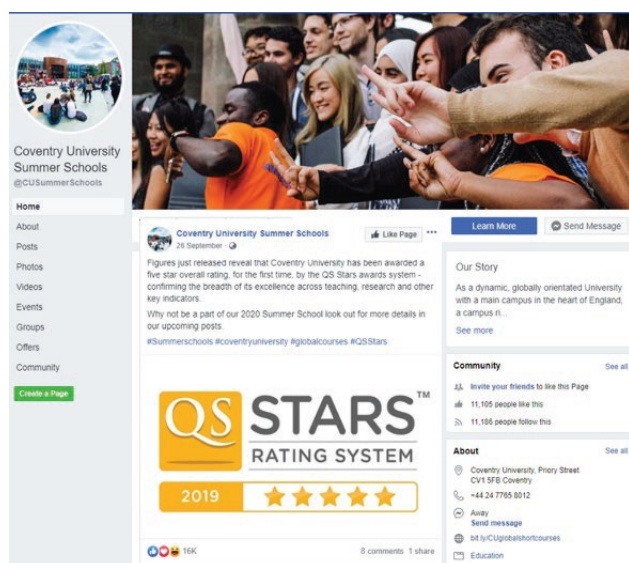 Coventry University
Summer Schools
@CUSummerSchools
Home
About
Posts
Photos
Videos
Events
Groups
Offers
Community
Create a Page
Coventry University Summer Schools
26 September ·
Like Page
Figures just released reveal that Coventry University has been awarded a
five star overall rating, for the first time, by the QS Stars awards system -
confirming the breadth of its excellence across teaching, research and other
key indicators.
Why not be a part of our 2020 Summer School look out for more details in
our upcoming posts.
#Summerschools #coventryuniversity #globalcourses #QSStars
QS STARS™
RATING SYSTEM
2019
16K
8 comments 1 share
Learn More
Send Message
Our Story
As a dynamic, globally orientated University
with a main campus in the heart of England,
a campus ri...
See more
Community
See all
Invite your friends to like this Page
11,105 people like this
11,186 people follow this
About
See all
Coventry University, Priory Street
CV1 5FB Coventry
+44 24 7765 8012
Away
Send message
bit.ly/CUglobalshortcourses
Education